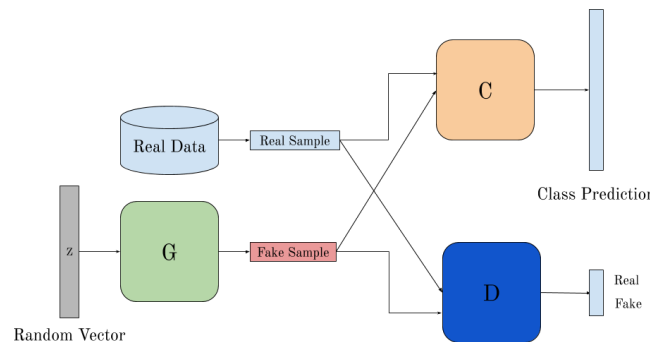 C
Real Data
Real Sample
Class Prediction
z
G
Fake Sample
D
Real
Fake
Random Vector